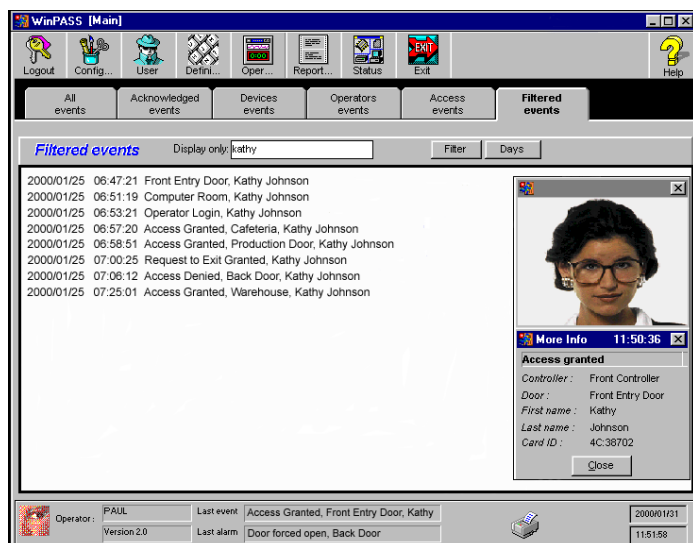 WinPASS [Main]
Logout Config... User Defini... Oper... Report... Status Exit Help
EXIT
All events
Acknowledged events
Devices events
Operators events
Access events
Filtered events
Filtered events Display only: kathy Filter Days
2000/01/25 06:47:21 Front Entry Door, Kathy Johnson
2000/01/25 06:51:19 Computer Room, Kathy Johnson
2000/01/25 06:53:21 Operator Login, Kathy Johnson
2000/01/25 06:57:20 Access Granted, Cafeteria, Kathy Johnson
2000/01/25 06:58:51 Access Granted, Production Door, Kathy Johnson
2000/01/25 07:00:25 Request to Exit Granted, Kathy Johnson
2000/01/25 07:06:12 Access Denied, Back Door, Kathy Johnson
2000/01/25 07:25:01 Access Granted, Warehouse, Kathy Johnson
More Info 11:50:36
Access granted
Controller : Front Controller
Door : Front Entry Door
First name : Kathy
Last name : Johnson
Card ID : 4C:38702
Close
Operator : PAUL Last event Access Granted, Front Entry Door, Kathy 2000/01/31
Version 2.0 Last alarm Door forced open, Back Door 11:51:58